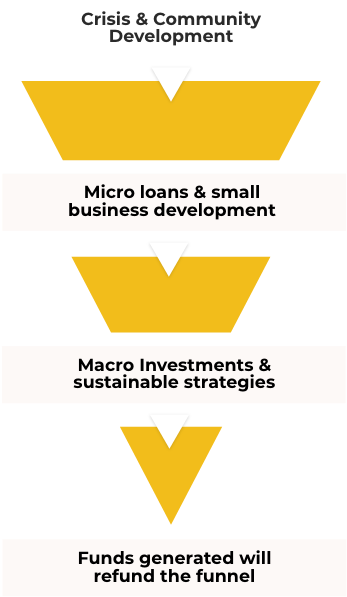 Crisis & Community
Development
Micro loans & small
business development
Macro Investments &
sustainable strategies
Funds generated will
refund the funnel